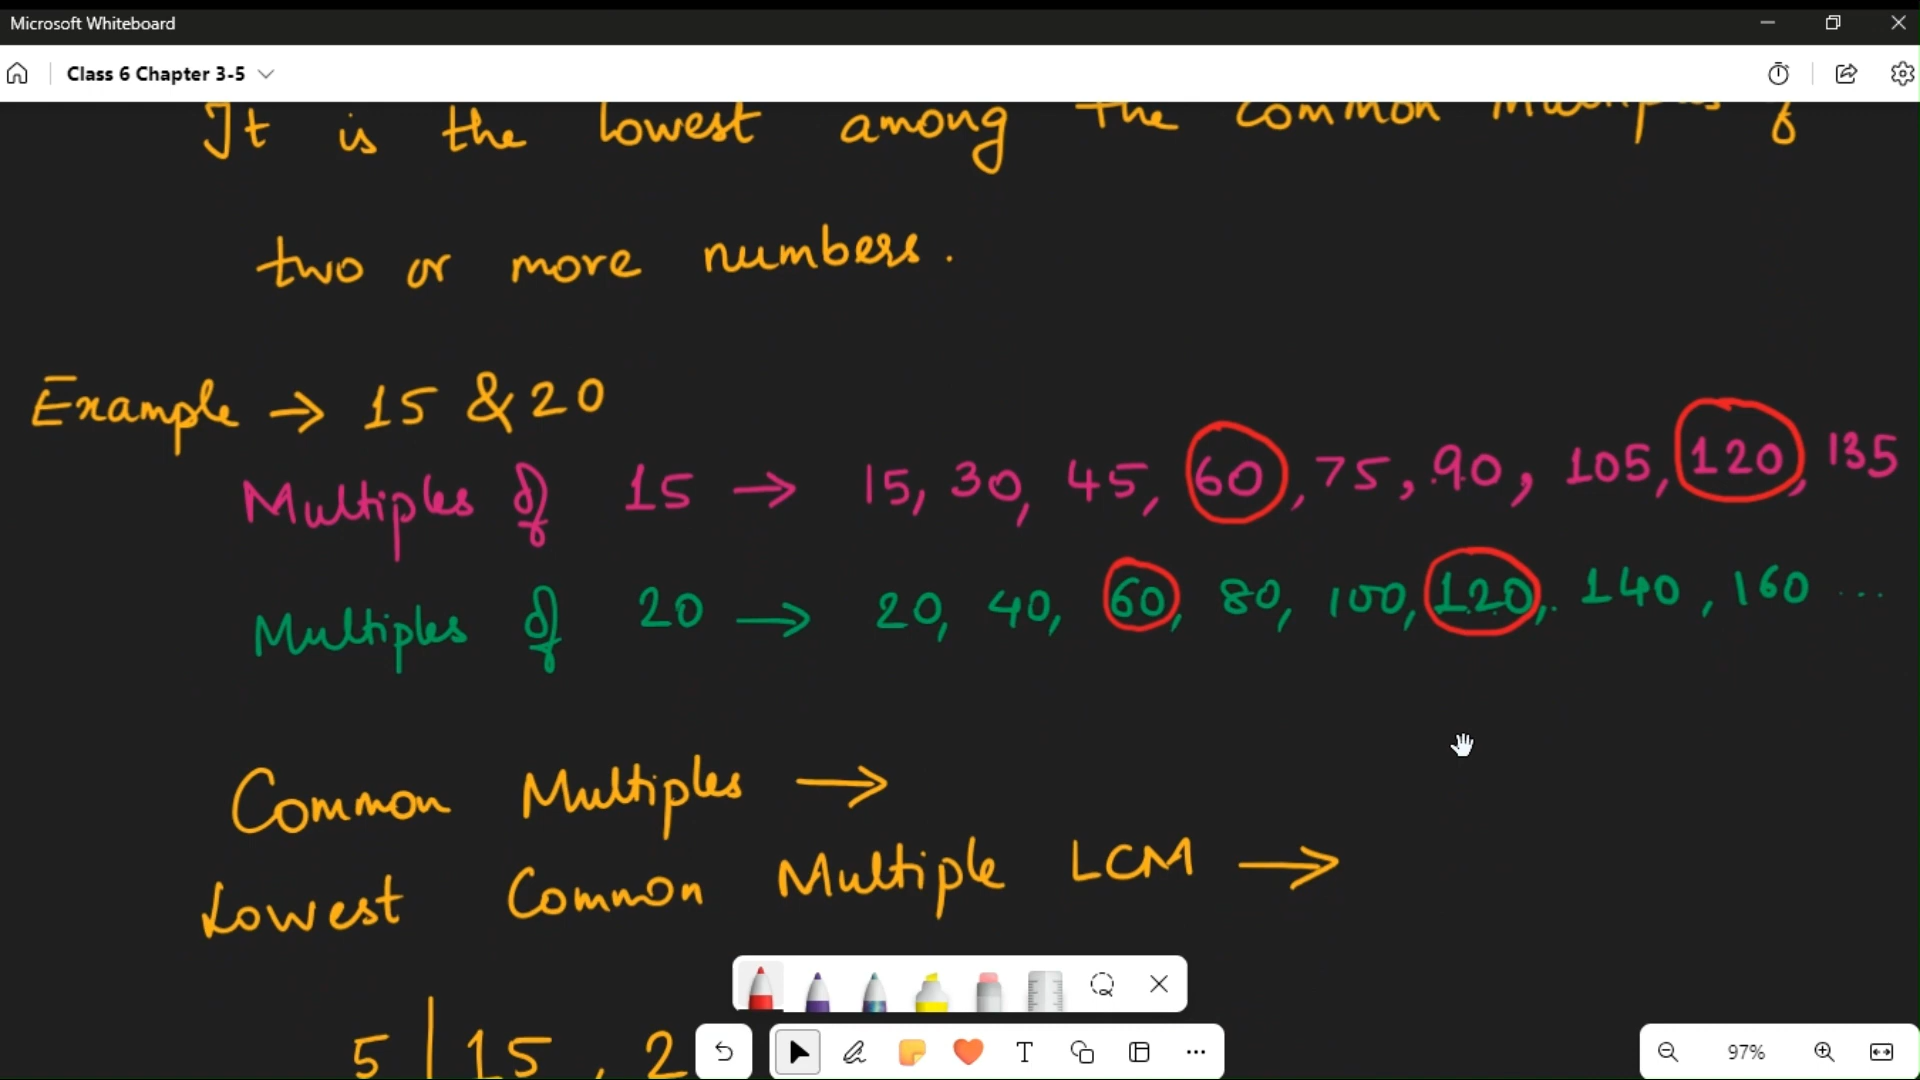 Microsoft Whiteboard
Class 6 Chapter 3-5
It is the lowest among the common multiples of
two or more numbers.
Example → 15 & 20
Multiples of 15 → 15, 30, 45, 60, 75, 90, 105, 120, 135
Multiples of 20 → 20, 40, 60, 80, 100, 120, 140, 160 ...
Common Multiples →
Lowest Common Multiple LCM →
5 | 15, 2
T
97%